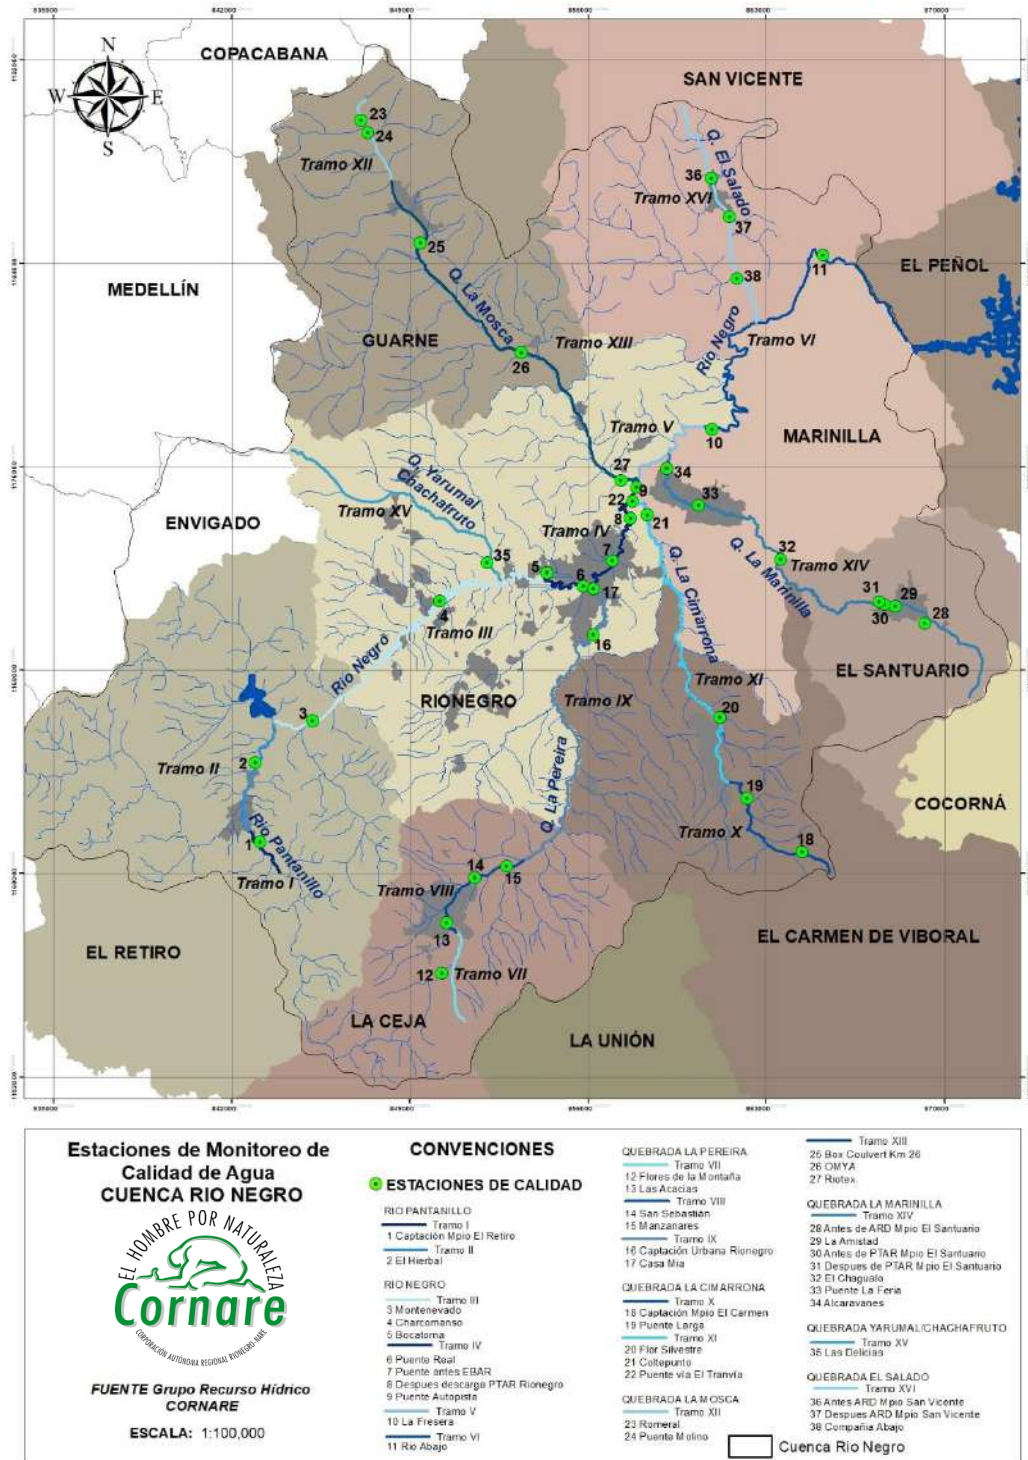 835000 842000 849000 856000 863000 870000
COPACABANA
SAN VICENTE
N
W E
S
23
24
Tramo XII
36
Q. El Salado
Tramo XVI
37
25
38
11
EL PEÑOL
MEDELLÍN
Q. La Mosca
GUARNE
Tramo XIII
26
Rio Negro
Tramo VI
Tramo V
10
MARINILLA
27
34
9
22
33
8
21
Q. Yarumal
Chachafruto
Tramo XV
ENVIGADO
Tramo IV
7
32
Tramo XIV
35
5
6
17
Q. La Marinilla
31
29
30
28
4
Tramo III
16
Q. La Cimarrona
EL SANTUARIO
Rio Negro
RIONEGRO
Tramo IX
Tramo XI
3
20
Tramo II
2
Q. La Pereira
19
COCORNÁ
Tramo X
1
Rio Pantanillo
18
Tramo I
14
15
Tramo VIII
13
EL CARMEN DE VIBORAL
EL RETIRO
12
Tramo VII
LA CEJA
LA UNIÓN
835000 842000 849000 856000 863000 870000
Estaciones de Monitoreo de
Calidad de Agua
CUENCA RIO NEGRO
EL HOMBRE POR NATURALEZA
Cornare
CORPORACIÓN AUTÓNOMA REGIONAL RIONEGRO-NARE
FUENTE Grupo Recurso Hídrico
CORNARE
ESCALA: 1:100,000
CONVENCIONES
ESTACIONES DE CALIDAD
RIO PANTANILLO
Tramo I
1 Captación Mpio El Retiro
Tramo II
2 El Hierbal
RIO NEGRO
Tramo III
3 Montenevado
4 Charcomanso
5 Bocatoma
Tramo IV
6 Puente Real
7 Puente antes EBAR
8 Despues descarga PTAR Rionegro
9 Puente Autopista
Tramo V
10 La Fresera
Tramo VI
11 Rio Abajo
QUEBRADA LA PEREIRA
Tramo VII
12 Flores de la Montaña
13 Las Acacias
Tramo VIII
14 San Sebastián
15 Manzanares
Tramo IX
16 Captación Urbana Rionegro
17 Casa Mia
QUEBRADA LA CIMARRONA
Tramo X
18 Captación Mpio El Carmen
19 Puente Larga
Tramo XI
20 Flor Silvestre
21 Coltepunto
22 Puente vía El Tranvía
QUEBRADA LA MOSCA
Tramo XII
23 Romeral
24 Puente Molino
Tramo XIII
25 Box Coulvert Km 26
26 OMYA
27 Riotex
QUEBRADA LA MARINILLA
Tramo XIV
28 Antes de ARD Mpio El Santuario
29 La Amistad
30 Antes de PTAR Mpio El Santuario
31 Despues de PTAR Mpio El Santuario
32 El Chagualo
33 Puente La Feria
34 Alcaravanes
QUEBRADA YARUMAL/CHACHAFRUTO
Tramo XV
35 Las Delicias
QUEBRADA EL SALADO
Tramo XVI
36 Antes ARD Mpio San Vicente
37 Despues ARD Mpio San Vicente
38 Compañia Abajo
Cuenca Rio Negro